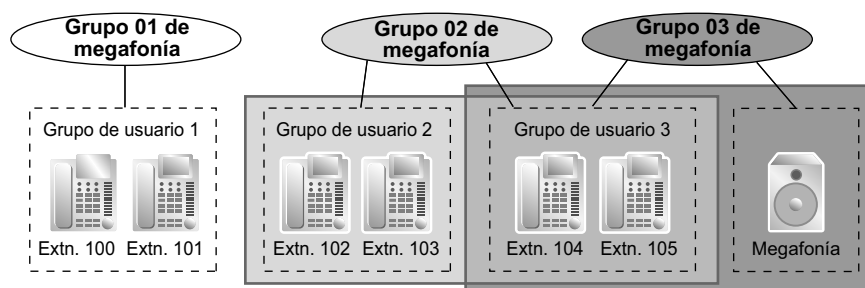 Grupo 01 de
megafonía
Grupo 02 de
megafonía
Grupo 03 de
megafonía
Grupo de usuario 1
Grupo de usuario 2
Grupo de usuario 3
Extn. 100
Extn. 101
Extn. 102
Extn. 103
Extn. 104
Extn. 105
Megafonía